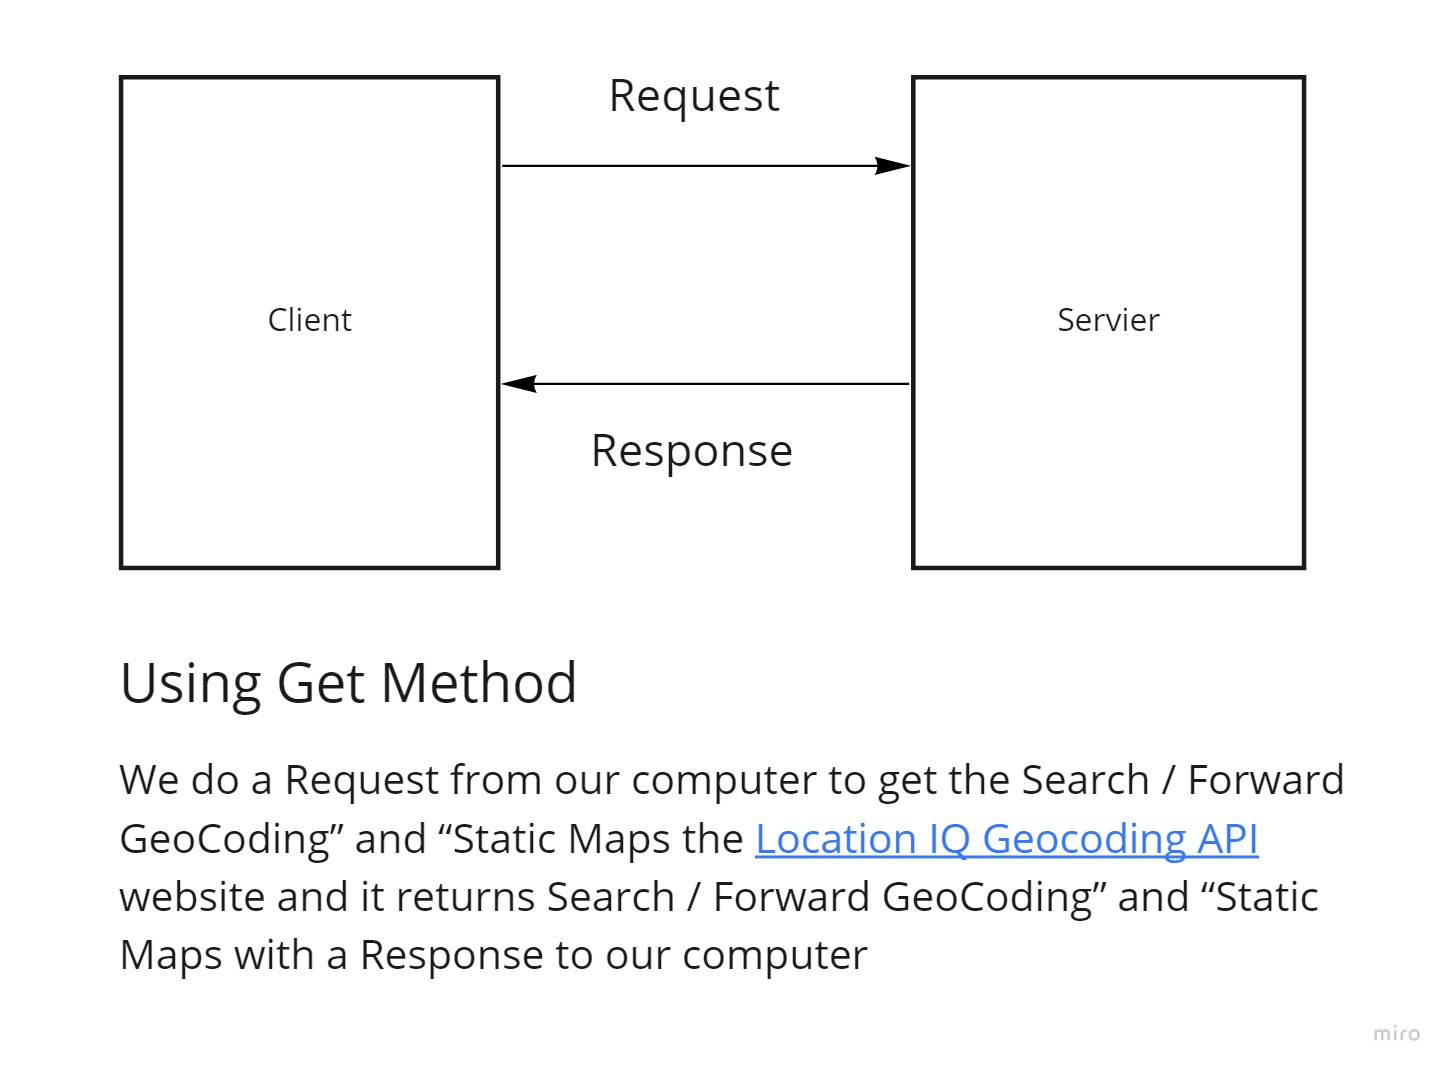 Request
Client
Servier
Response
Using Get Method
We do a Request from our computer to get the Search / Forward
GeoCoding” and “Static Maps the Location IQ Geocoding API
website and it returns Search / Forward GeoCoding” and “Static
Maps with a Response to our computer
miro